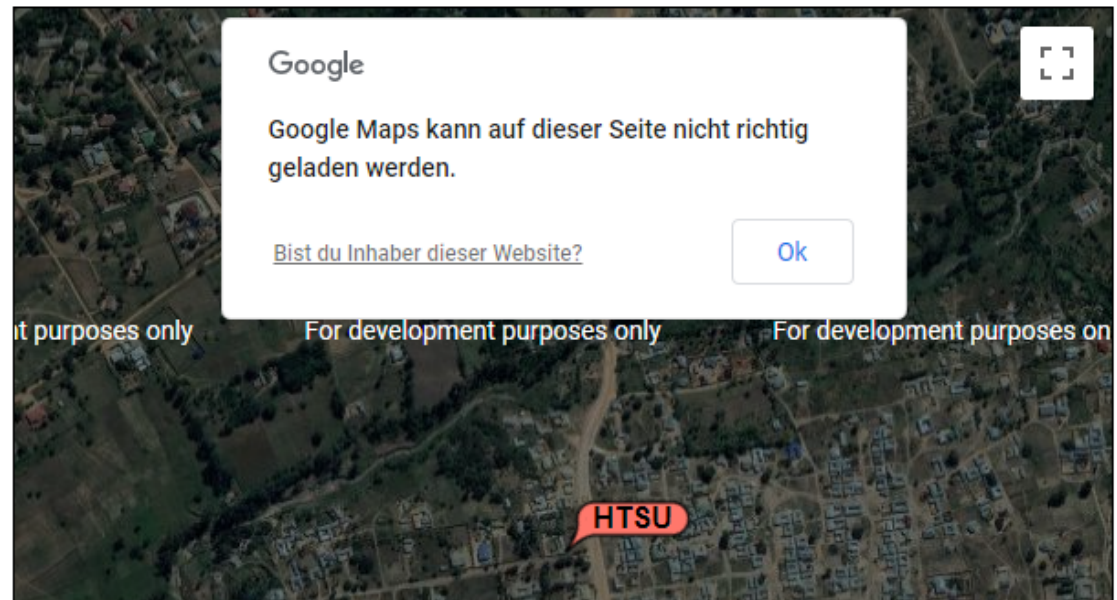 Google
Google Maps kann auf dieser Seite nicht richtig
geladen werden.
Bist du Inhaber dieser Website?
Ok
nt purposes only
For development purposes only
For development purposes on
HTSU